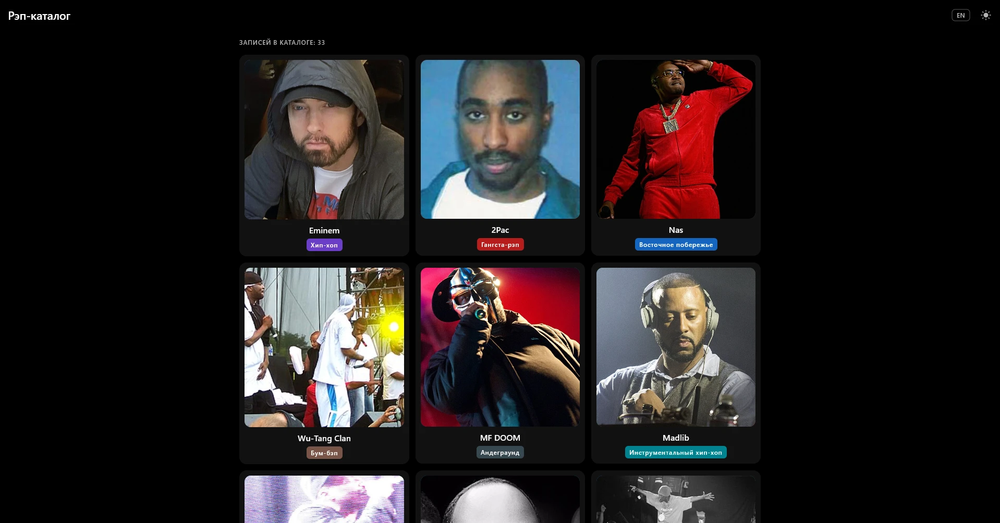 Рэп-каталог
EN
ЗАПИСЕЙ В КАТАЛОГЕ: 33
Eminem
Хип-хоп
2Pac
Гангста-рэп
Nas
Восточное побережье
Wu-Tang Clan
Бум-бэп
MF DOOM
Андеграунд
Madlib
Инструментальный хип-хоп